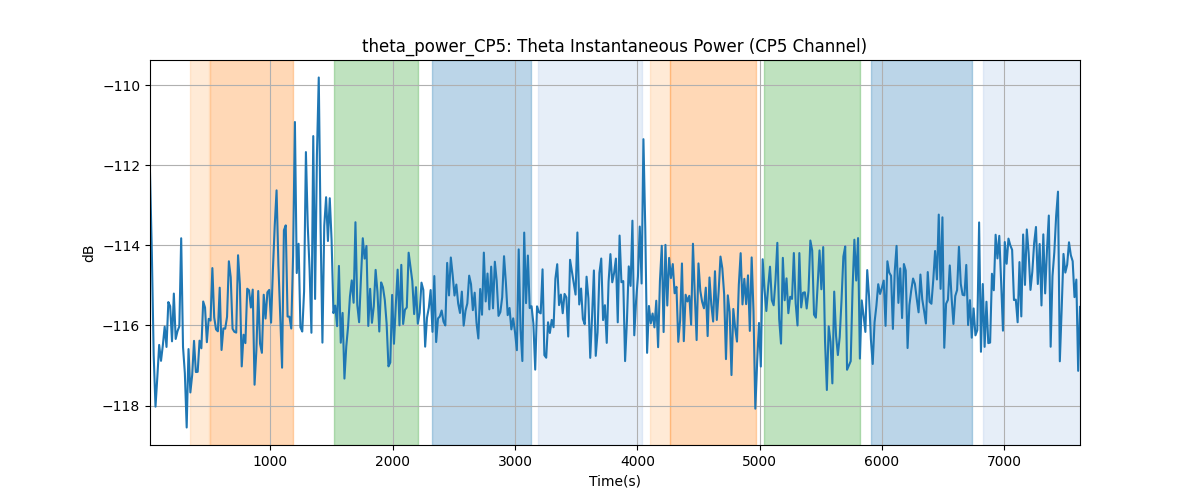 theta_power_CP5: Theta Instantaneous Power (CP5 Channel)
dB
−110
−112
−114
−116
−118
1000 2000 3000 4000 5000 6000 7000
Time(s)